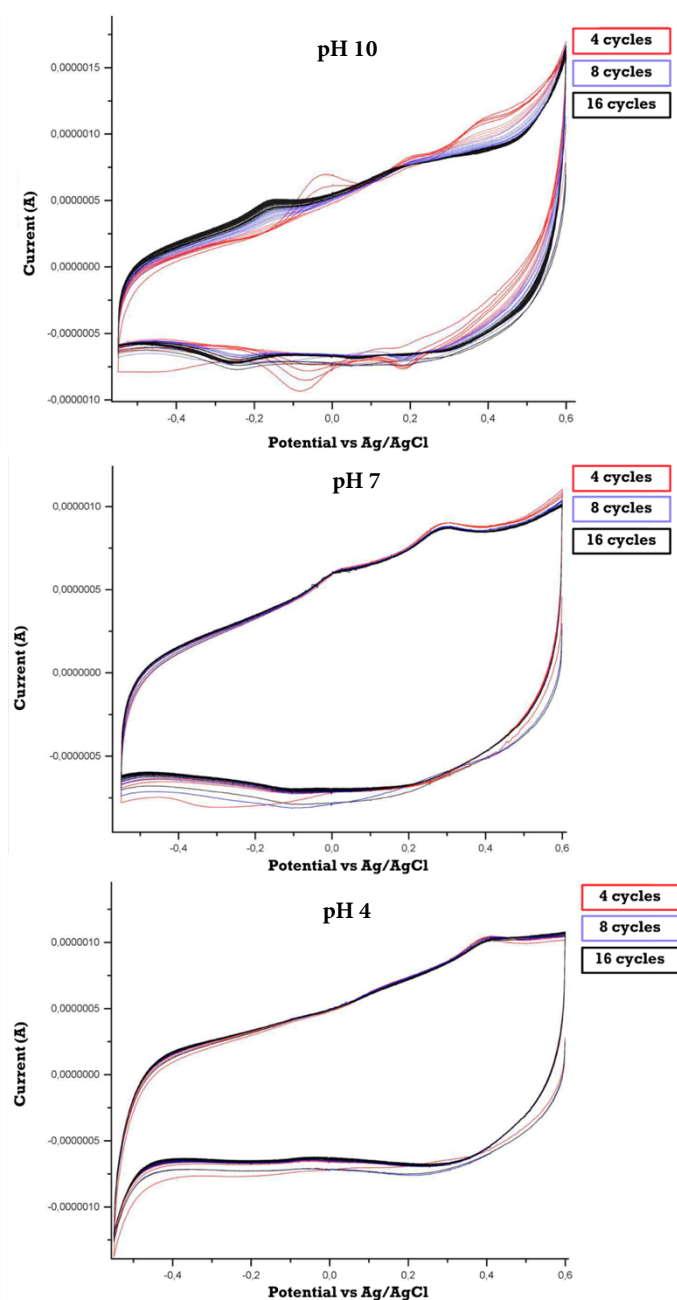 pH 10
4 cycles
8 cycles
16 cycles
0,0000015
0,0000010
0,0000005
0,0000000
-0,0000005
-0,0000010
Current (A)
-0,4 -0,2 0,0 0,2 0,4 0,6
Potential vs Ag/AgCl
pH 7
4 cycles
8 cycles
16 cycles
0,0000010
0,0000005
0,0000000
-0,0000005
Current (A)
-0,4 -0,2 0,0 0,2 0,4 0,6
Potential vs Ag/AgCl
pH 4
4 cycles
8 cycles
16 cycles
0,0000010
0,0000005
0,0000000
-0,0000005
-0,0000010
Current (A)
-0,4 -0,2 0,0 0,2 0,4 0,6
Potential vs Ag/AgCl